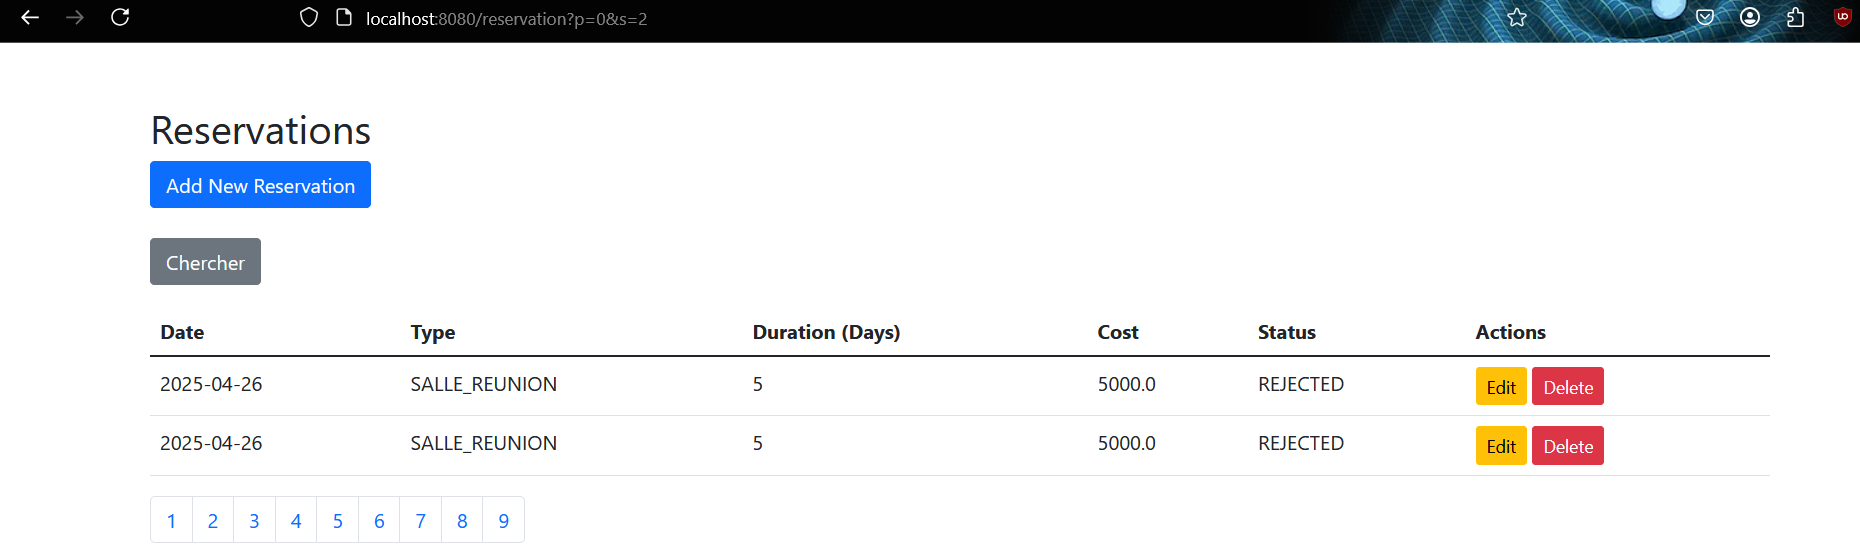 localhost:8080/reservation?p=0&s=2
Reservations
Add New Reservation
Chercher
Date Type Duration (Days) Cost Status Actions
2025-04-26 SALLE_REUNION 5 5000.0 REJECTED Edit Delete
2025-04-26 SALLE_REUNION 5 5000.0 REJECTED Edit Delete
1 2 3 4 5 6 7 8 9